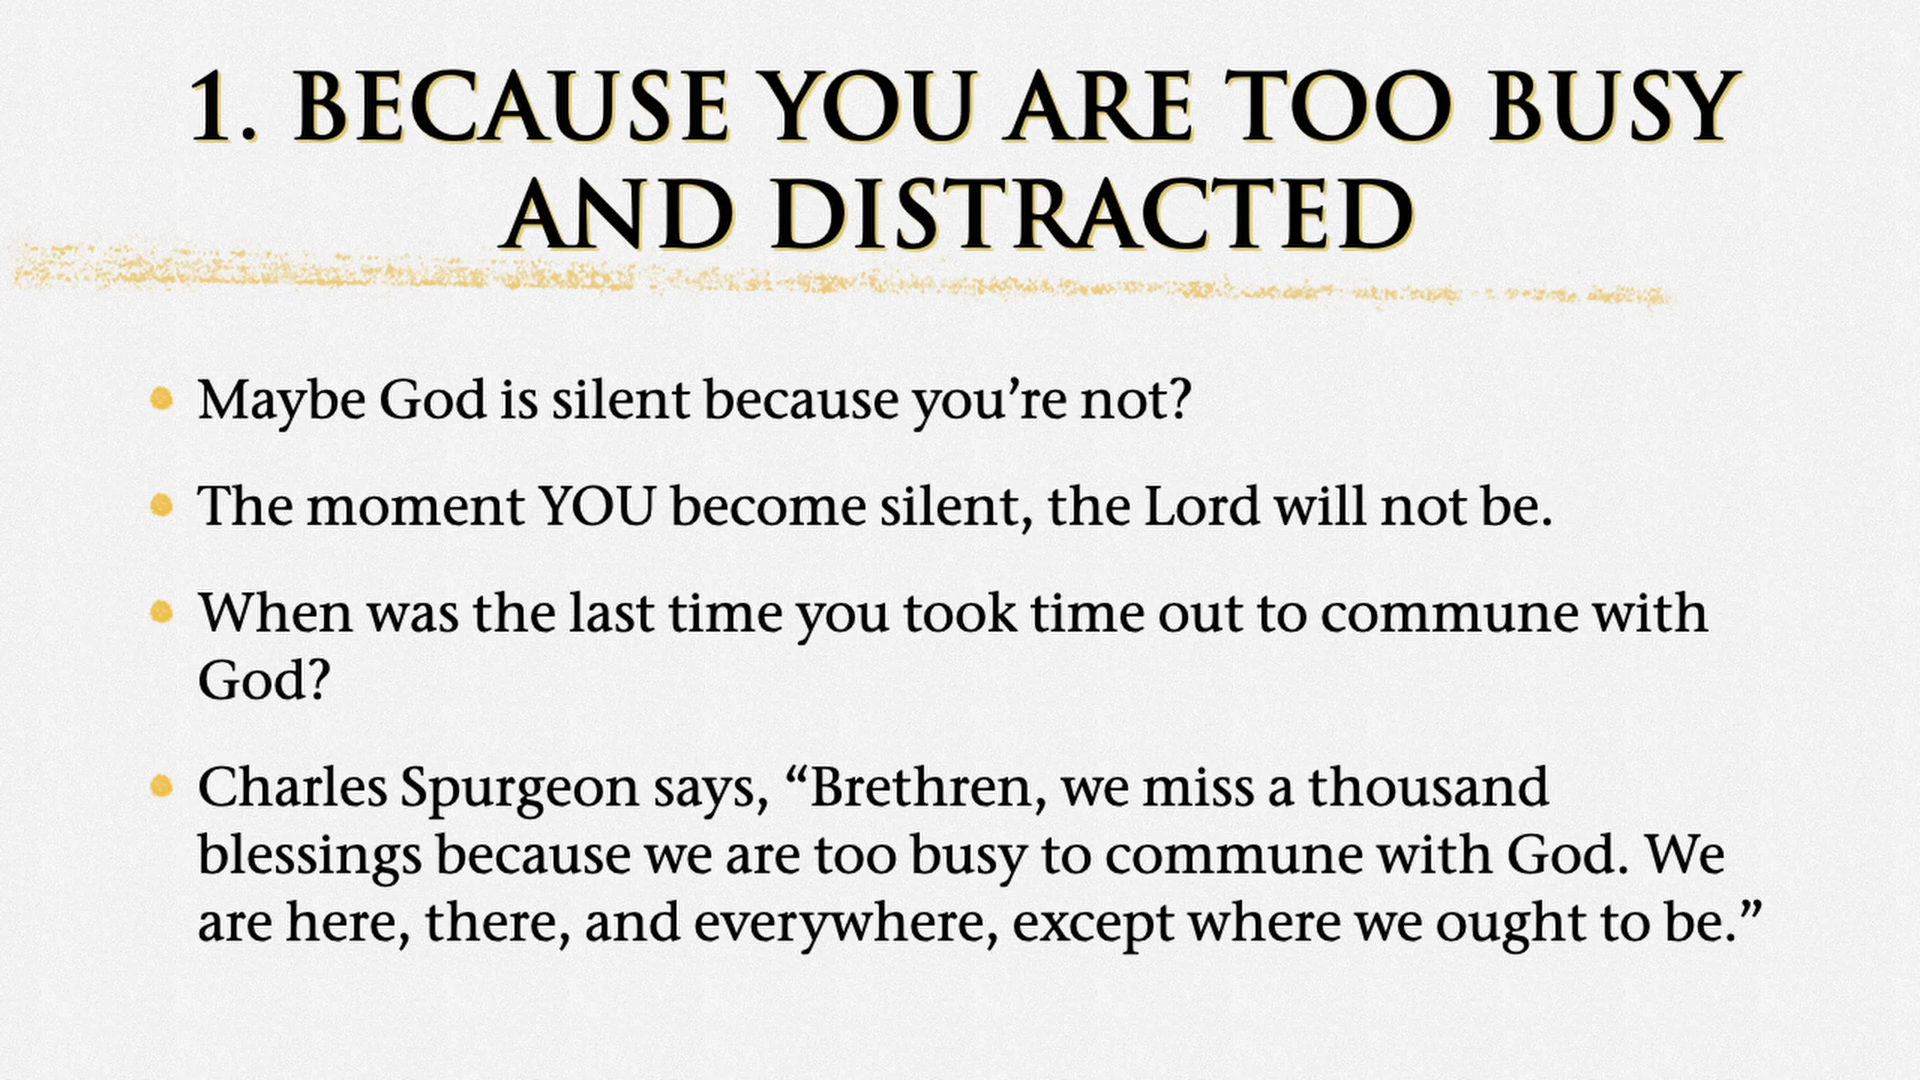 1. BECAUSE YOU ARE TOO BUSY
AND DISTRACTED
Maybe God is silent because you’re not?
The moment YOU become silent, the Lord will not be.
When was the last time you took time out to commune with
God?
Charles Spurgeon says, “Brethren, we miss a thousand
blessings because we are too busy to commune with God. We
are here, there, and everywhere, except where we ought to be.”